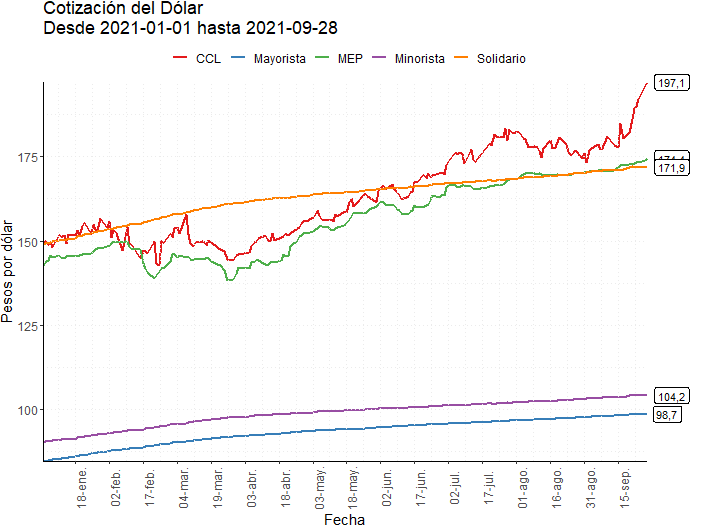 Cotización del Dólar
Desde 2021-01-01 hasta 2021-09-28
CCL Mayorista MEP Minorista Solidario
197,1
175
171,9
150
125
104,2
100
98,7
Pesos por dólar
18-ene. 02-feb. 17-feb. 04-mar. 19-mar. 03-abr. 18-abr. 03-may. 18-may. 02-jun. 17-jun. 02-jul. 17-jul. 01-ago. 16-ago. 31-ago. 15-sep.
Fecha